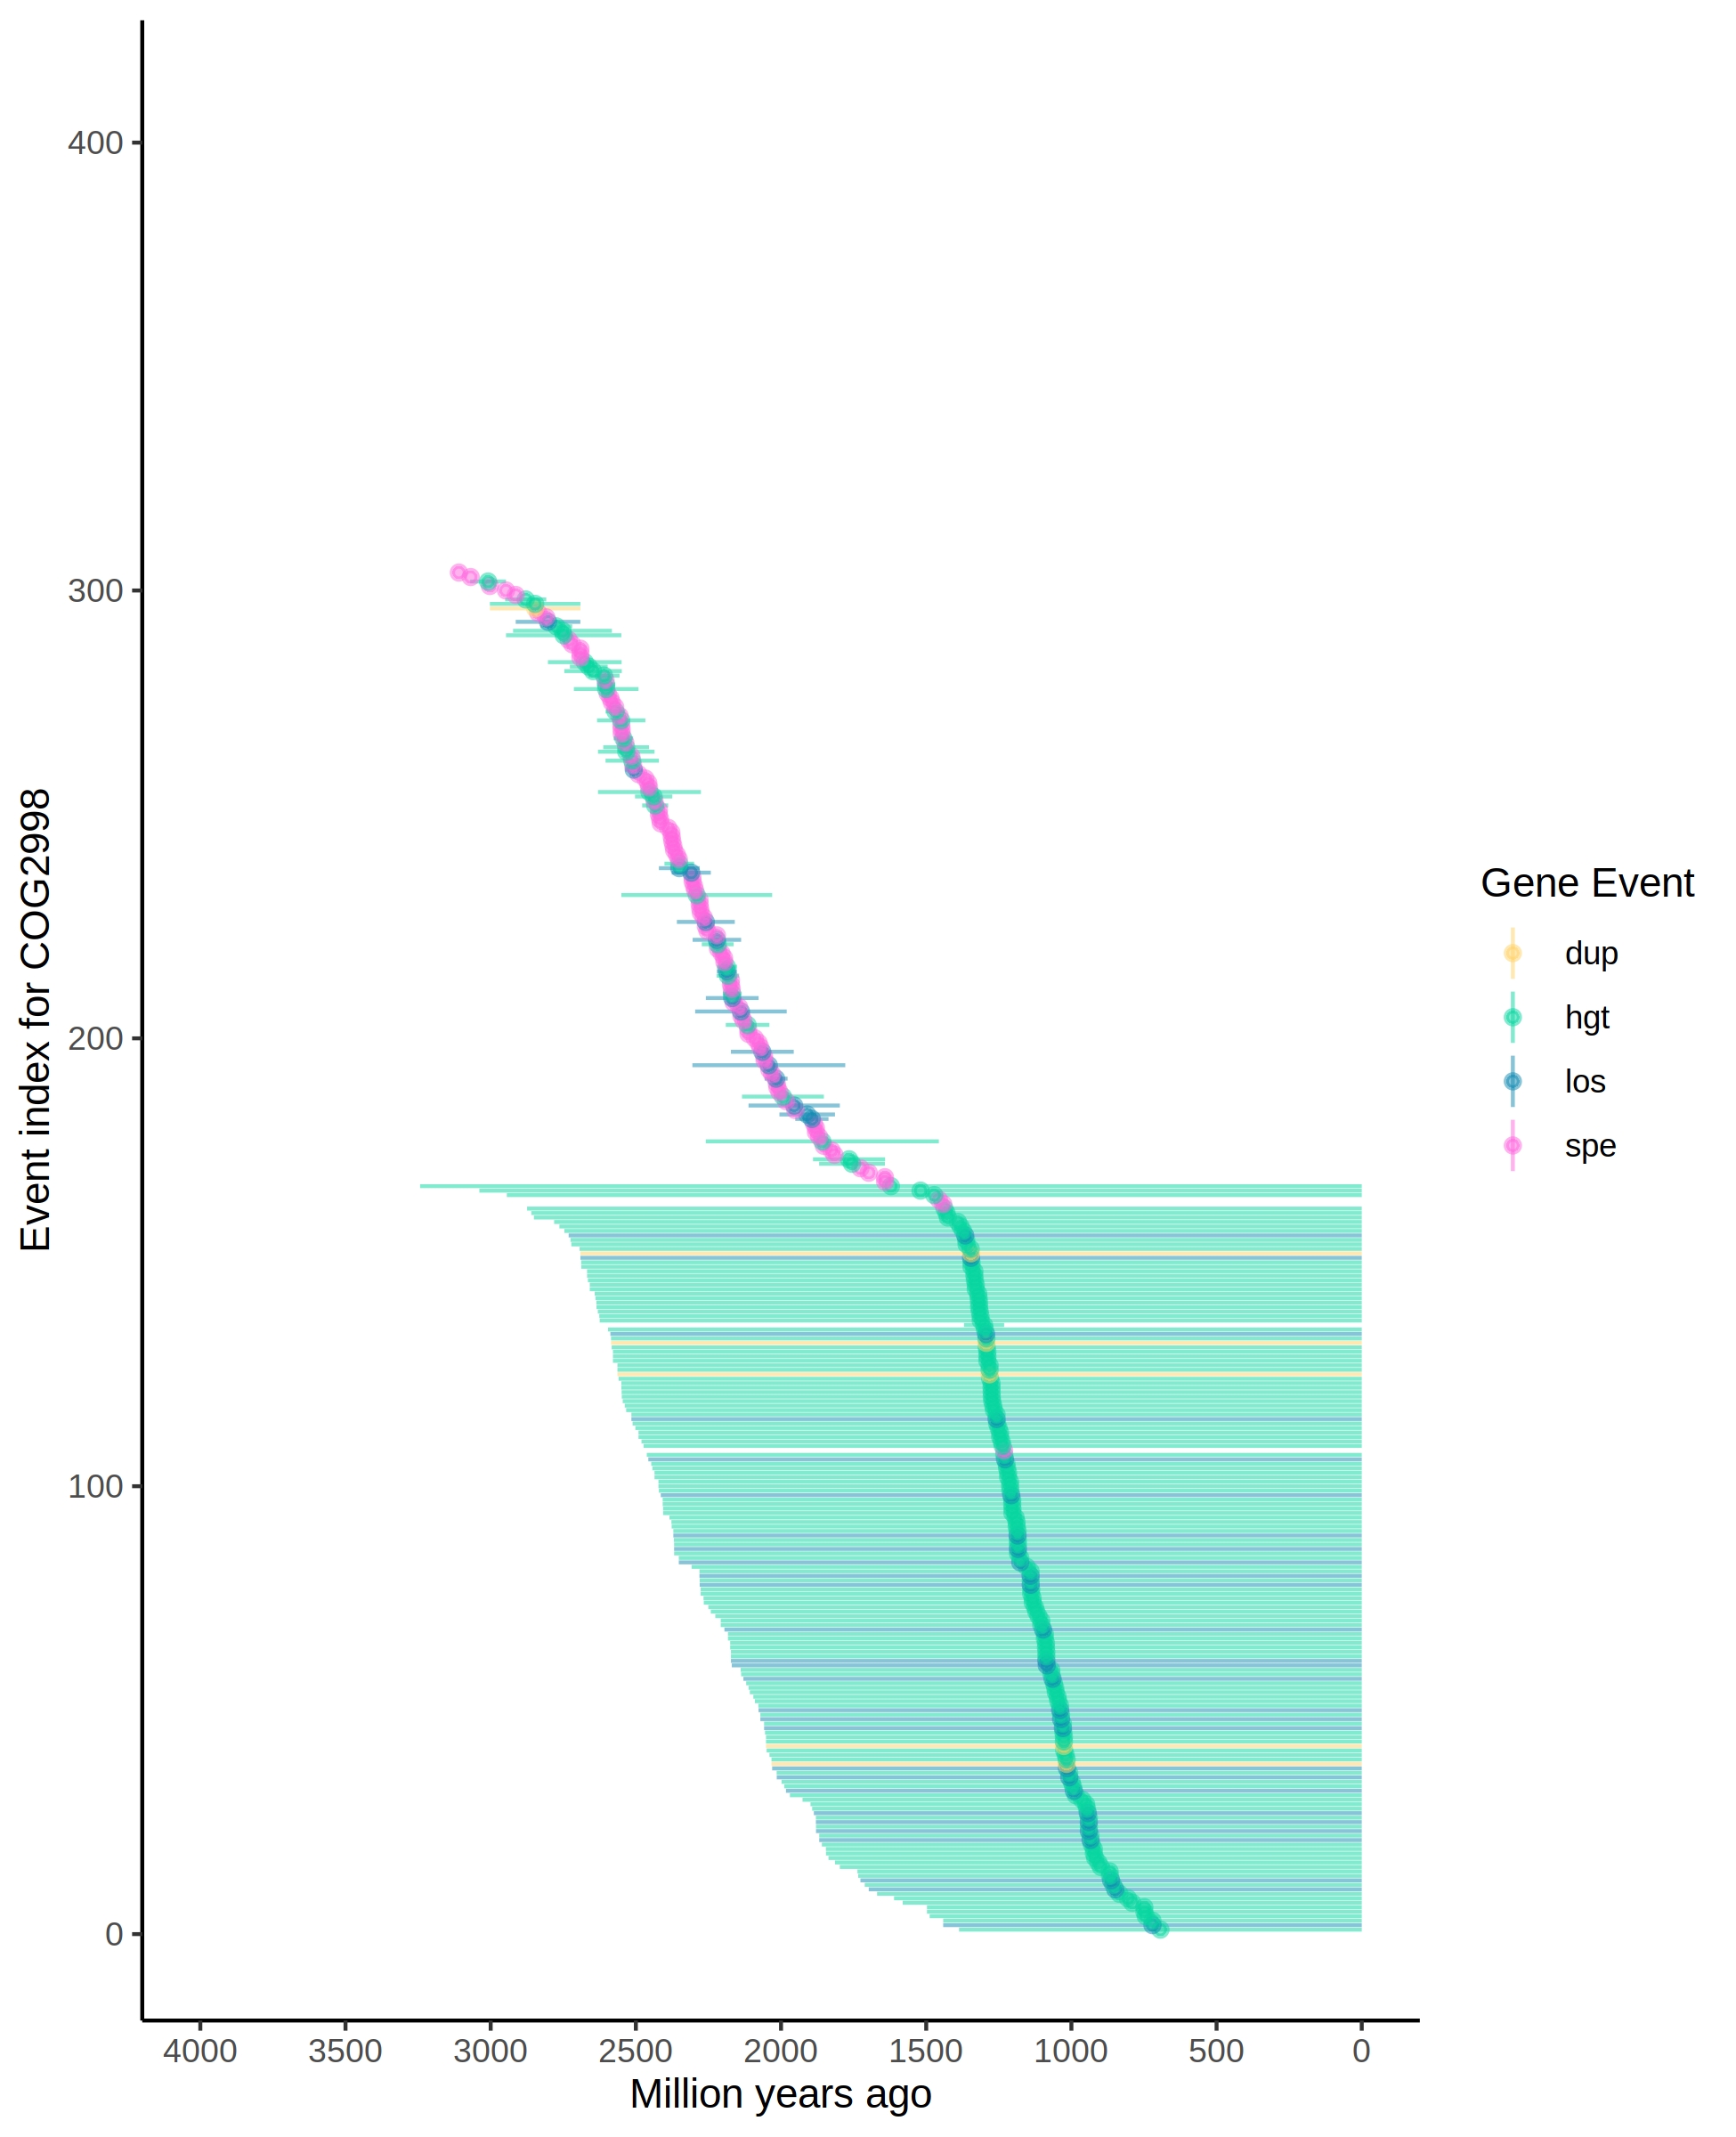 Event index for COG2998
400
300
200
100
0
4000 3500 3000 2500 2000 1500 1000 500 0
Million years ago
Gene Event
dup
hgt
los
spe